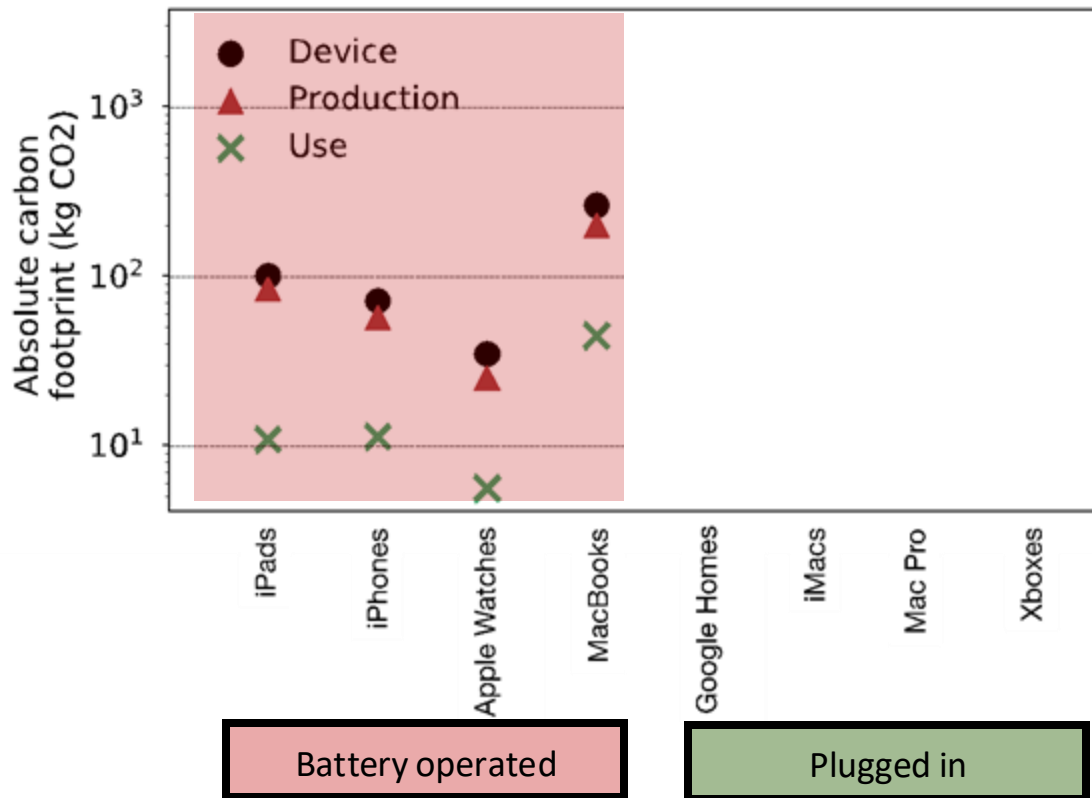 Device
Production
Use
10³
10²
10¹
Absolute carbon
footprint (kg CO2)
iPads
iPhones
Apple Watches
MacBooks
Google Homes
iMacs
Mac Pro
Xboxes
Battery operated
Plugged in